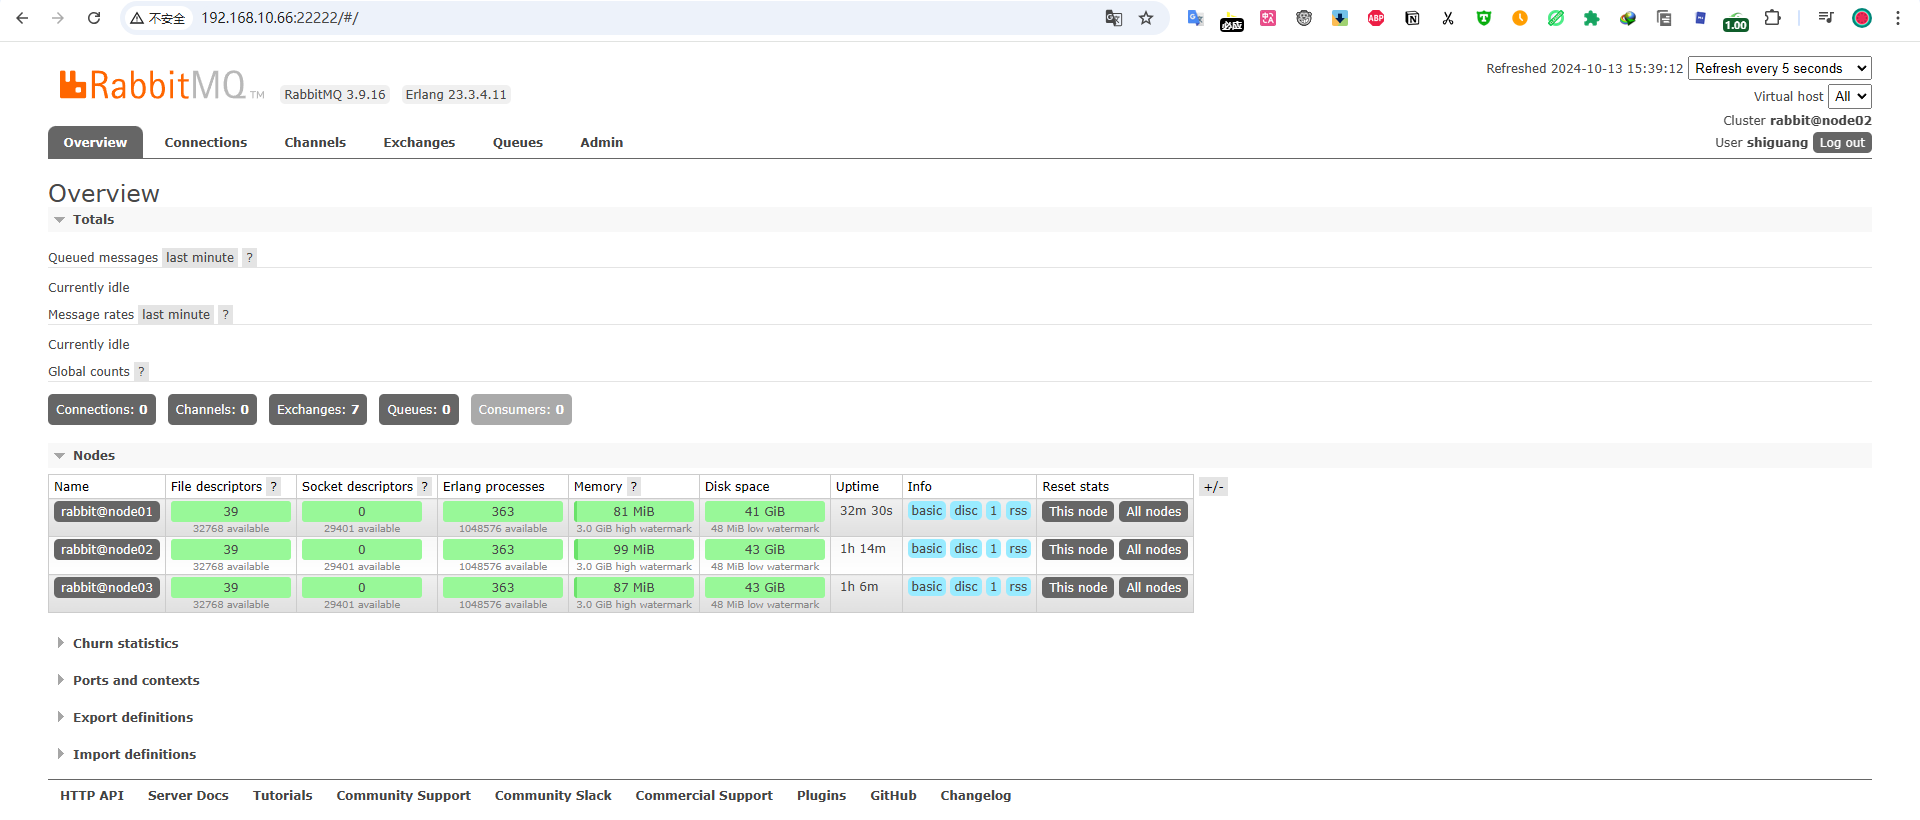 不安全 192.168.10.66:22222/#/
必应
ABP
1.00
RabbitMQ TM RabbitMQ 3.9.16 Erlang 23.3.4.11
Refreshed 2024-10-13 15:39:12 Refresh every 5 seconds
Virtual host All
Cluster rabbit@node02
User shiguang Log out
Overview Connections Channels Exchanges Queues Admin
Overview
Totals
Queued messages last minute ?
Currently idle
Message rates last minute ?
Currently idle
Global counts ?
Connections: 0 Channels: 0 Exchanges: 7 Queues: 0 Consumers: 0
Nodes
Name File descriptors ? Socket descriptors ? Erlang processes Memory ? Disk space Uptime Info Reset stats +/-
rabbit@node01 39 0 363 81 MiB 41 GiB 32m 30s basic disc 1 rss This node All nodes
32768 available 29401 available 1048576 available 3.0 GiB high watermark 48 MiB low watermark
rabbit@node02 39 0 363 99 MiB 43 GiB 1h 14m basic disc 1 rss This node All nodes
32768 available 29401 available 1048576 available 3.0 GiB high watermark 48 MiB low watermark
rabbit@node03 39 0 363 87 MiB 43 GiB 1h 6m basic disc 1 rss This node All nodes
32768 available 29401 available 1048576 available 3.0 GiB high watermark 48 MiB low watermark
Churn statistics
Ports and contexts
Export definitions
Import definitions
HTTP API Server Docs Tutorials Community Support Community Slack Commercial Support Plugins GitHub Changelog